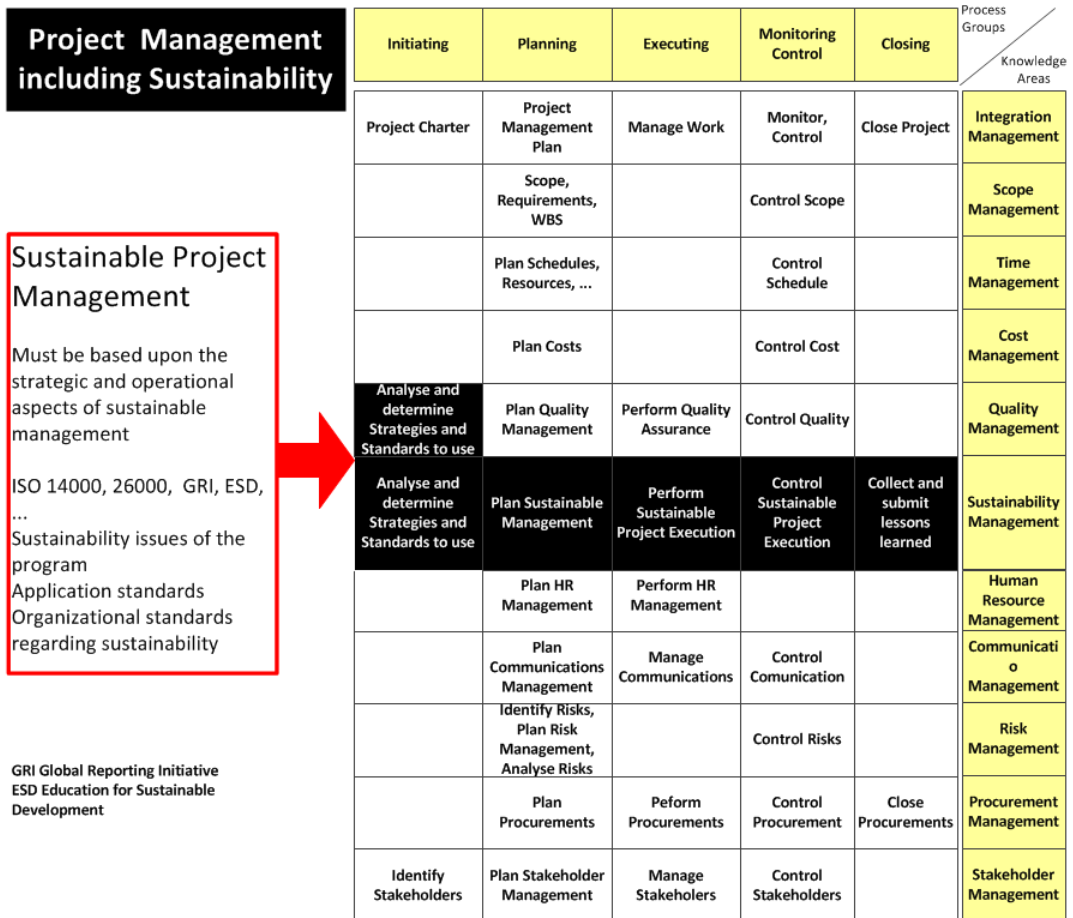 Project Management
including Sustainability
Initiating
Planning
Executing
Monitoring
Control
Closing
Process
Groups
Knowledge
Areas
Project Charter
Project
Management
Plan
Manage Work
Monitor,
Control
Close Project
Integration
Management
Scope,
Requirements,
WBS
Control Scope
Scope
Management
Plan Schedules,
Resources, ...
Control
Schedule
Time
Management
Plan Costs
Control Cost
Cost
Management
Analyse and
determine
Strategies and
Standards to use
Plan Quality
Management
Perform Quality
Assurance
Control Quality
Quality
Management
Analyse and
determine
Strategies and
Standards to use
Plan Sustainable
Management
Perform
Sustainable
Project Execution
Control
Sustainable
Project
Execution
Collect and
submit
lessons
learned
Sustainability
Management
Plan HR
Management
Perform HR
Management
Human
Resource
Management
Plan
Communications
Management
Manage
Communications
Control
Comunication
Communicati
o
Management
Identify Risks,
Plan Risk
Management,
Analyse Risks
Control Risks
Risk
Management
Plan
Procurements
Peform
Procurements
Control
Procurement
Close
Procurements
Procurement
Management
Identify
Stakeholders
Plan Stakeholder
Management
Manage
Stakeholers
Control
Stakeholders
Stakeholder
Management
Sustainable Project
Management
Must be based upon the
strategic and operational
aspects of sustainable
management
ISO 14000, 26000, GRI, ESD,
...
Sustainability issues of the
program
Application standards
Organizational standards
regarding sustainability
GRI Global Reporting Initiative
ESD Education for Sustainable
Development